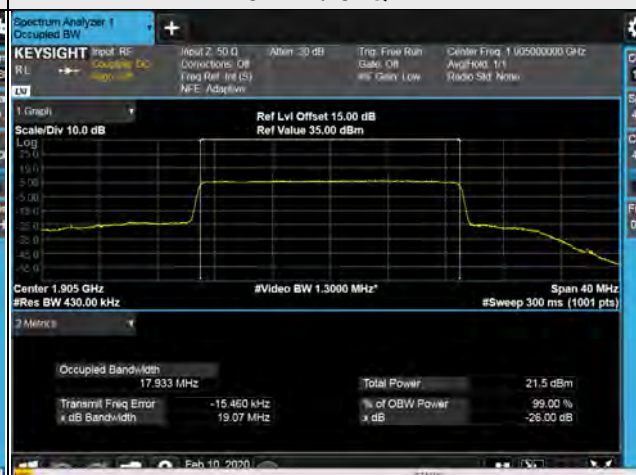 Spectrum Analyzer 1
Occupied BW
KEYSIGHT Input: RF Input Z: 50 Ω Atten: 30 dB Trig: Free Run Center Freq: 1.905000000 GHz
RL Coupling: DC Corrections: Off Gate: Off Avg|Hold: 1/1
Align: Off Freq Ref: Int (S) #IF Gain: Low Radio Std: None
LXI NFE: Adaptive
1 Graph
Ref Lvl Offset 15.00 dB
Scale/Div 10.0 dB Ref Value 35.00 dBm
Log
25.0
15.0
5.00
-5.00
-15.0
-25.0
-35.0
-45.0
Center 1.905 GHz #Video BW 1.3000 MHz* Span 40 MHz
#Res BW 430.00 kHz #Sweep 300 ms (1001 pts)
2 Metrics
Occupied Bandwidth
17.933 MHz Total Power 21.5 dBm
Transmit Freq Error -15.460 kHz % of OBW Power 99.00 %
x dB Bandwidth 19.07 MHz x dB -26.00 dB
Feb 10, 2020